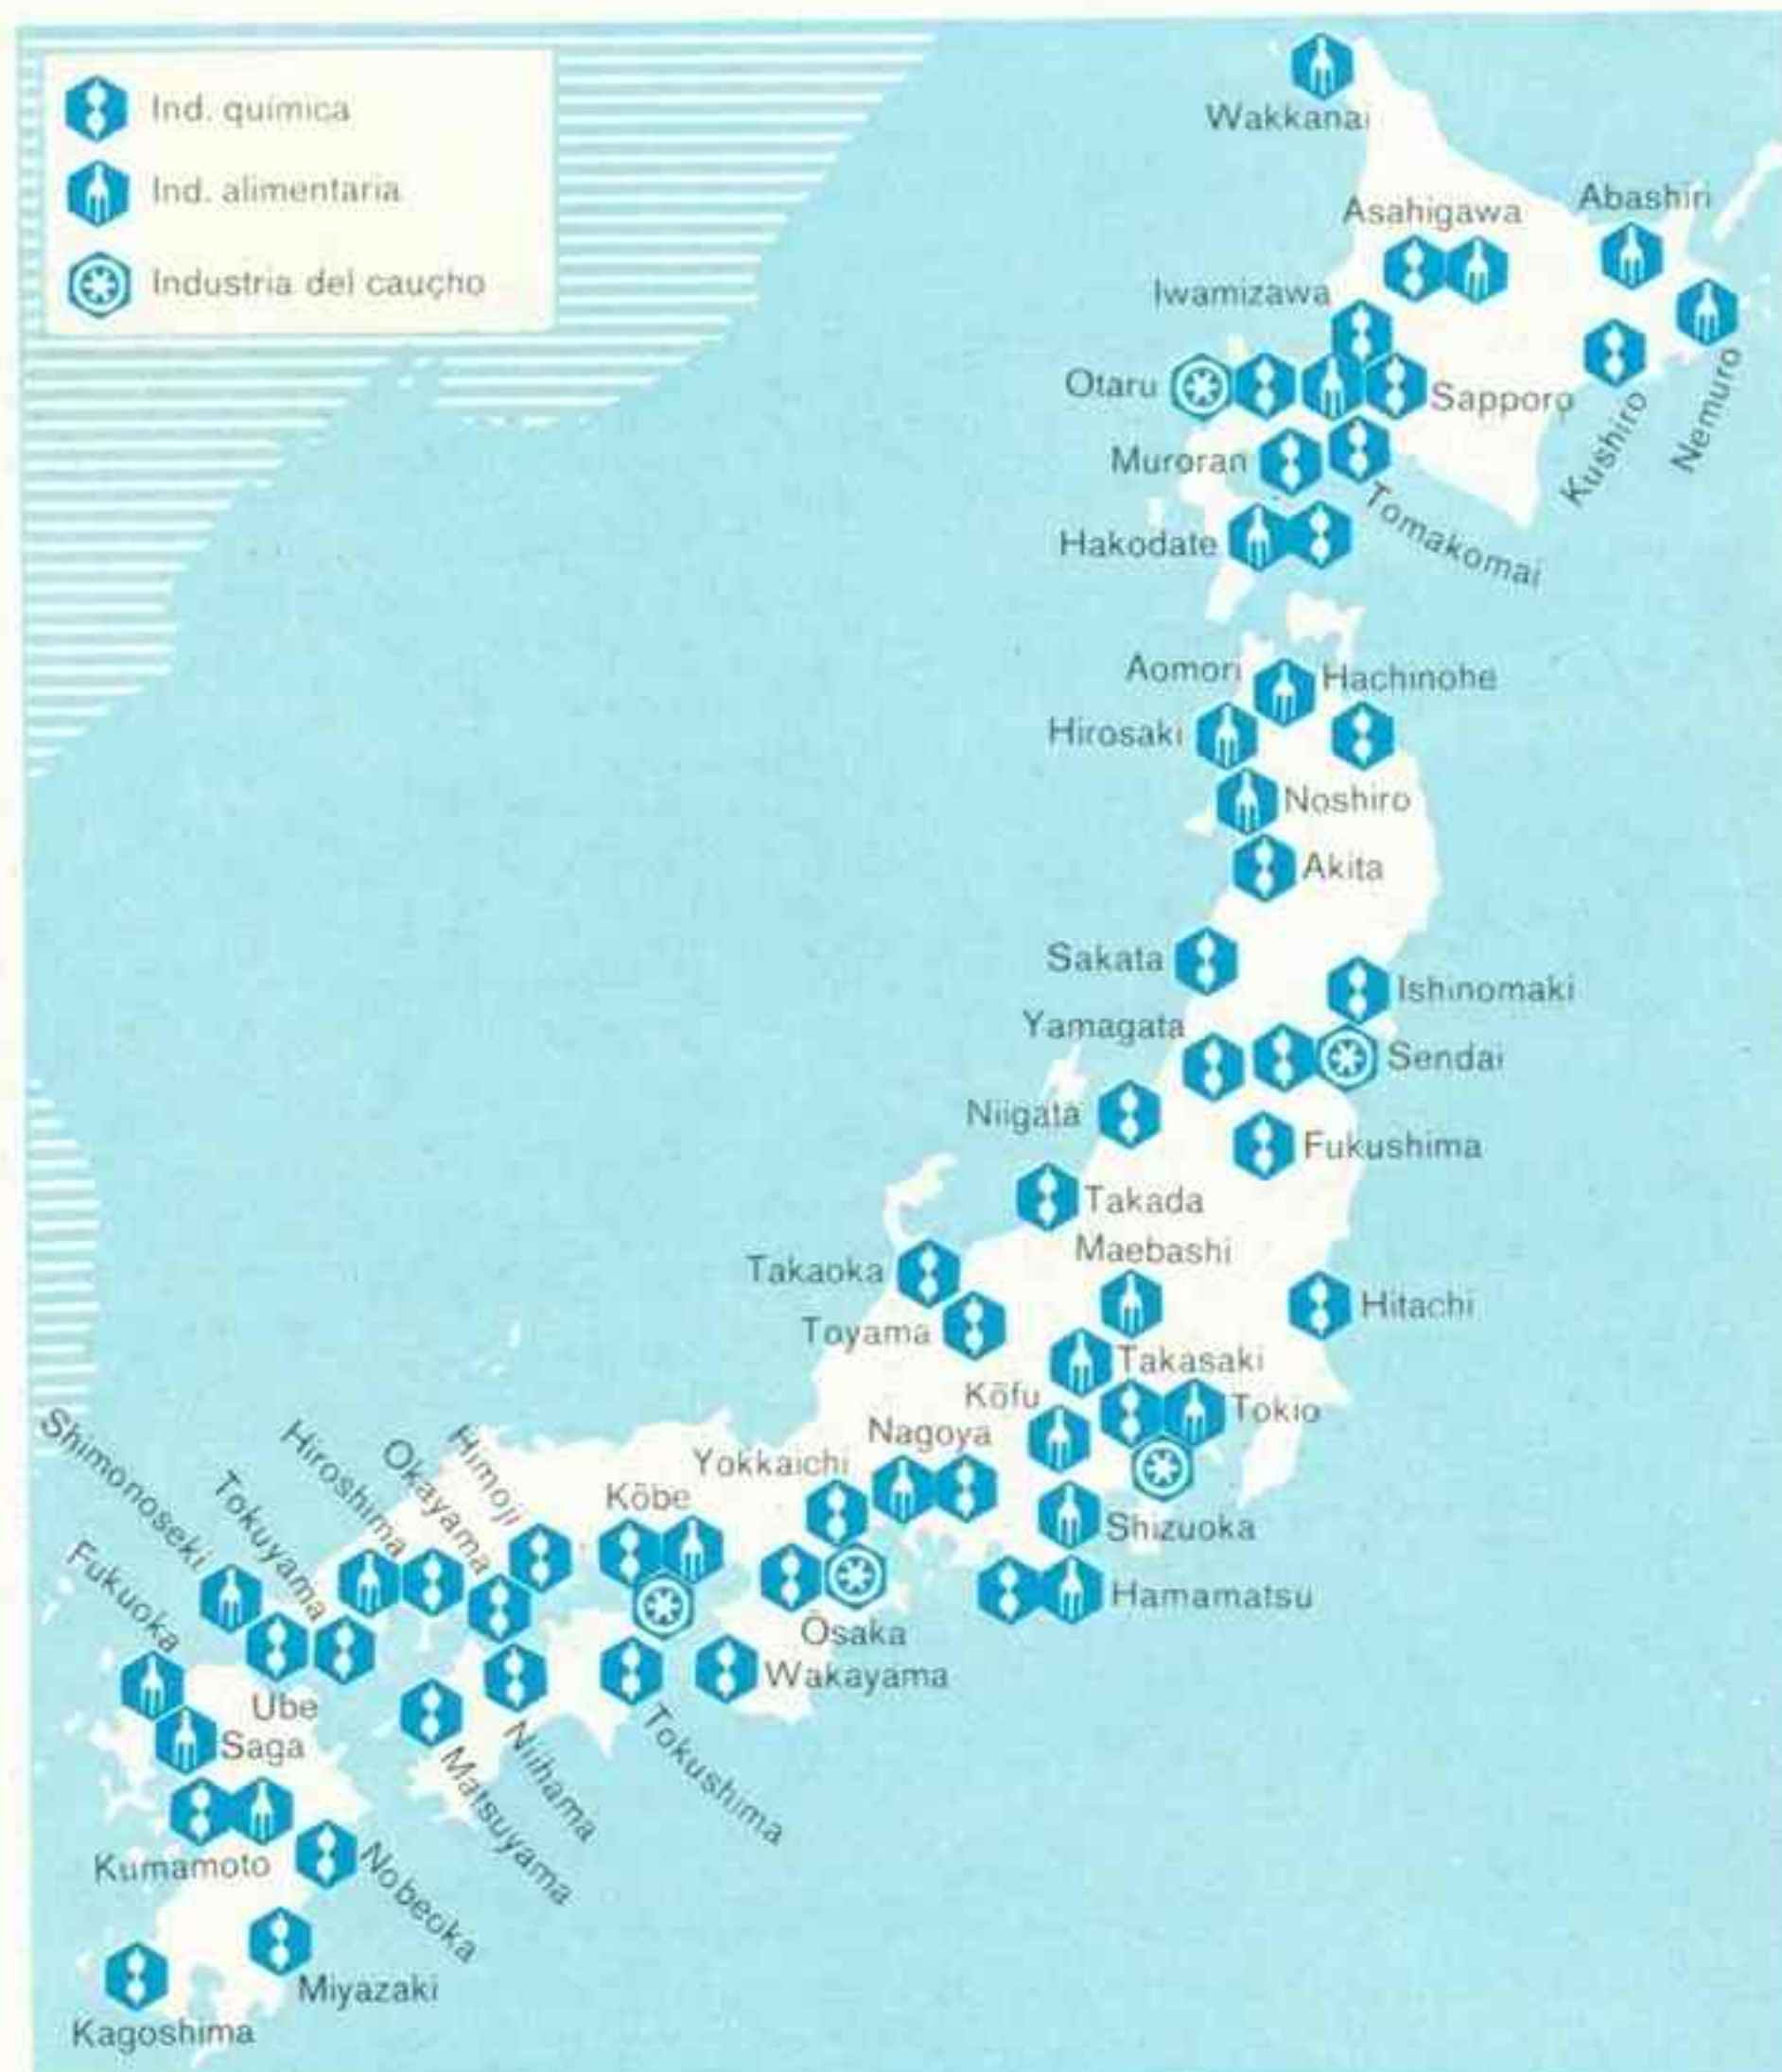 Ind. química
Ind. alimentaria
Industria del caucho
Wakkanai
Abashiri
Asahigawa
Iwamizawa
Otaru
Sapporo
Kushiro
Nemuro
Muroran
Tomakomai
Hakodate
Aomori
Hachinohe
Hirosaki
Noshiro
Akita
Sakata
Ishinomaki
Yamagata
Sendai
Niigata
Fukushima
Takada
Maebashi
Takaoka
Hitachi
Toyama
Takasaki
Kōfu
Tokio
Nagoya
Yokkaichi
Himoji
Okayama
Hiroshima
Tokuyama
Shimonoseki
Kōbe
Shizuoka
Fukuoka
Hamamatsu
Ōsaka
Wakayama
Ube
Saga
Tokushima
Niihama
Matsuyama
Kumamoto
Nobeoka
Miyazaki
Kagoshima